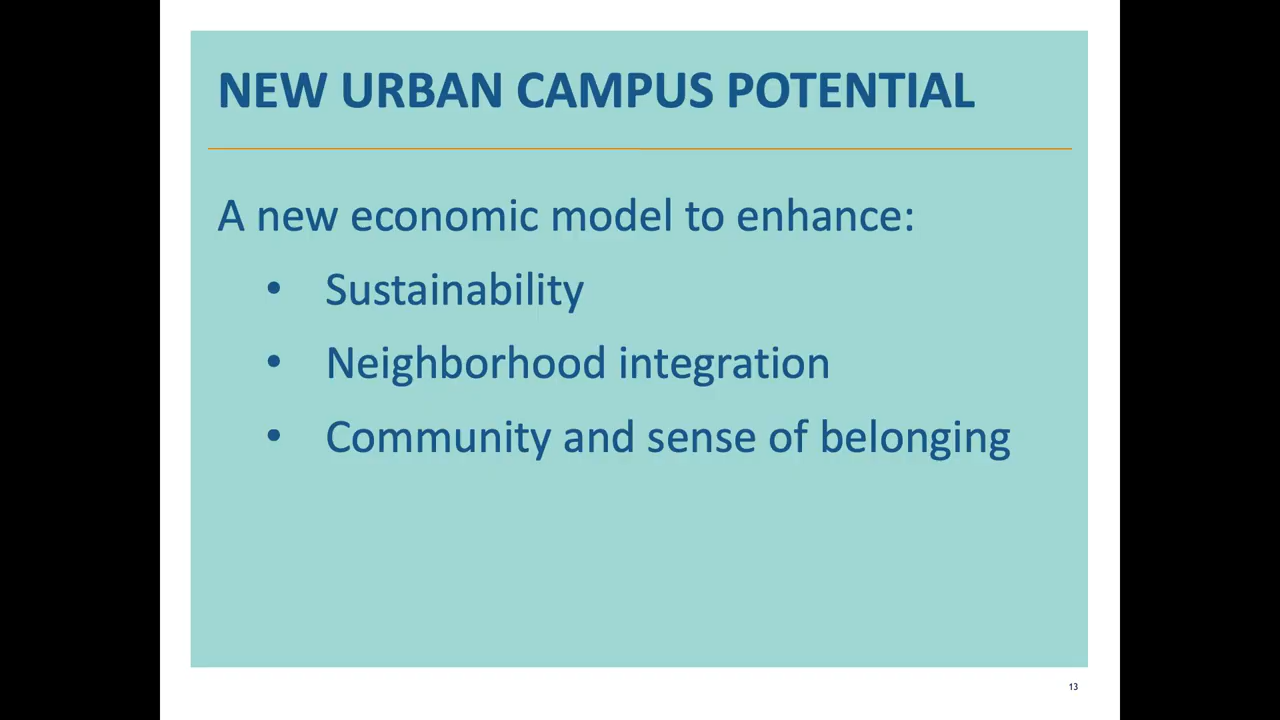 NEW URBAN CAMPUS POTENTIAL
A new economic model to enhance:
• Sustainability
• Neighborhood integration
• Community and sense of belonging
13